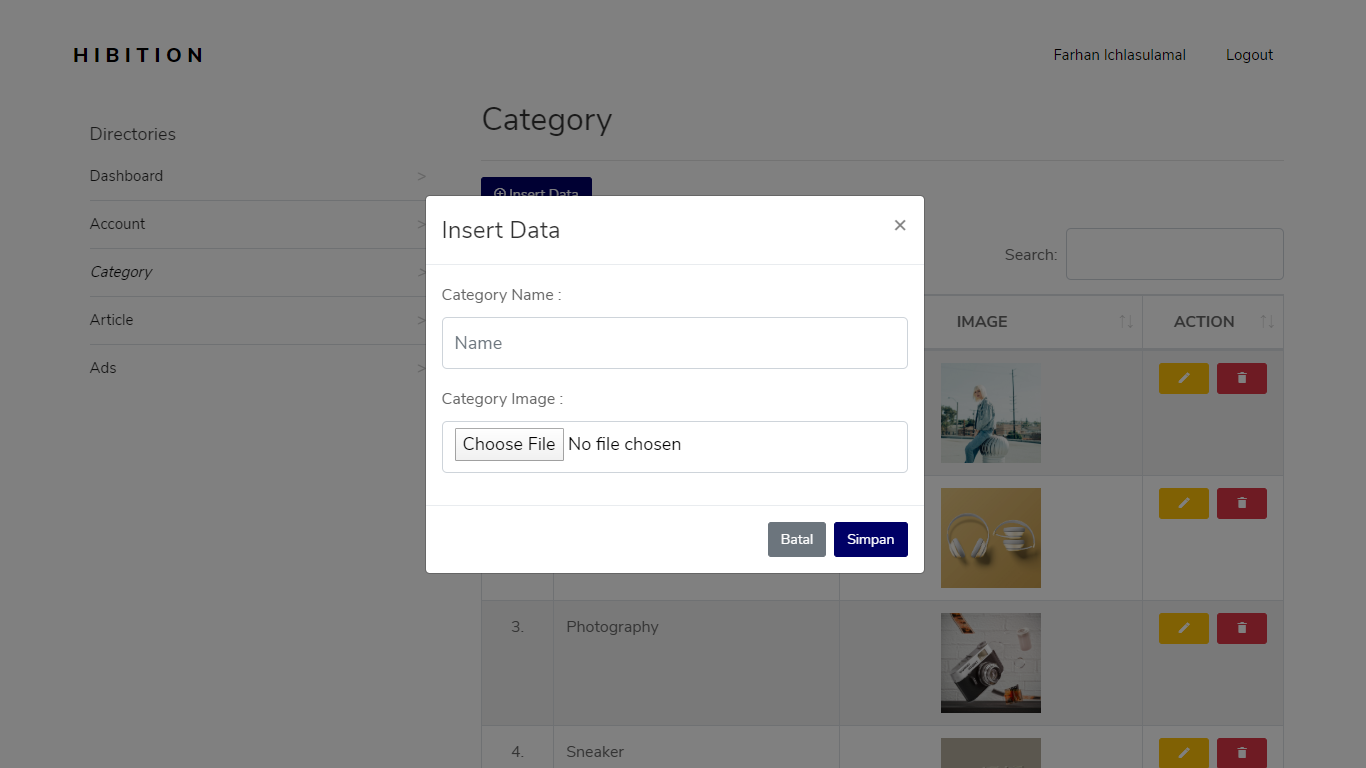 HIBITION
Farhan Ichlasulamal
Logout
Directories
Dashboard >
Account >
Category >
Article >
Ads >
Category
Insert Data
Search:
IMAGE
ACTION
Insert Data ×
Category Name :
Name
Category Image :
Choose File No file chosen
Batal
Simpan
3. Photography
4. Sneaker